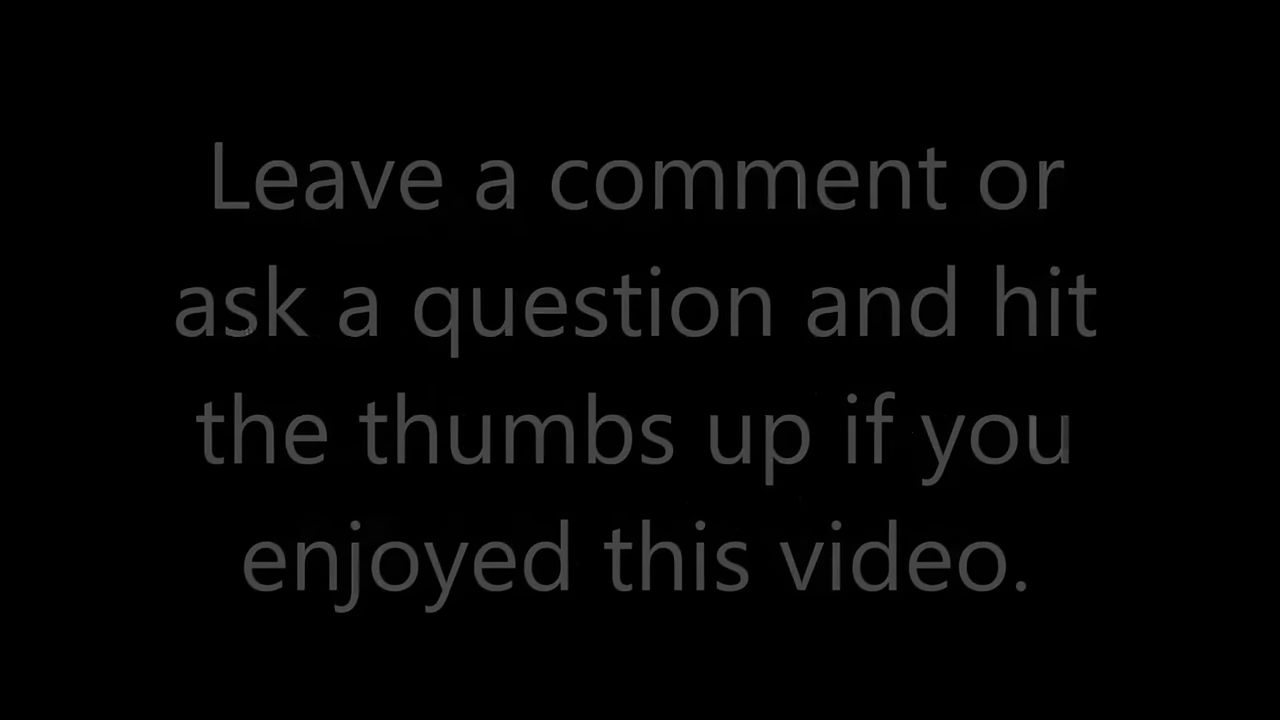 Leave a comment or
ask a question and hit
the thumbs up if you
enjoyed this video.